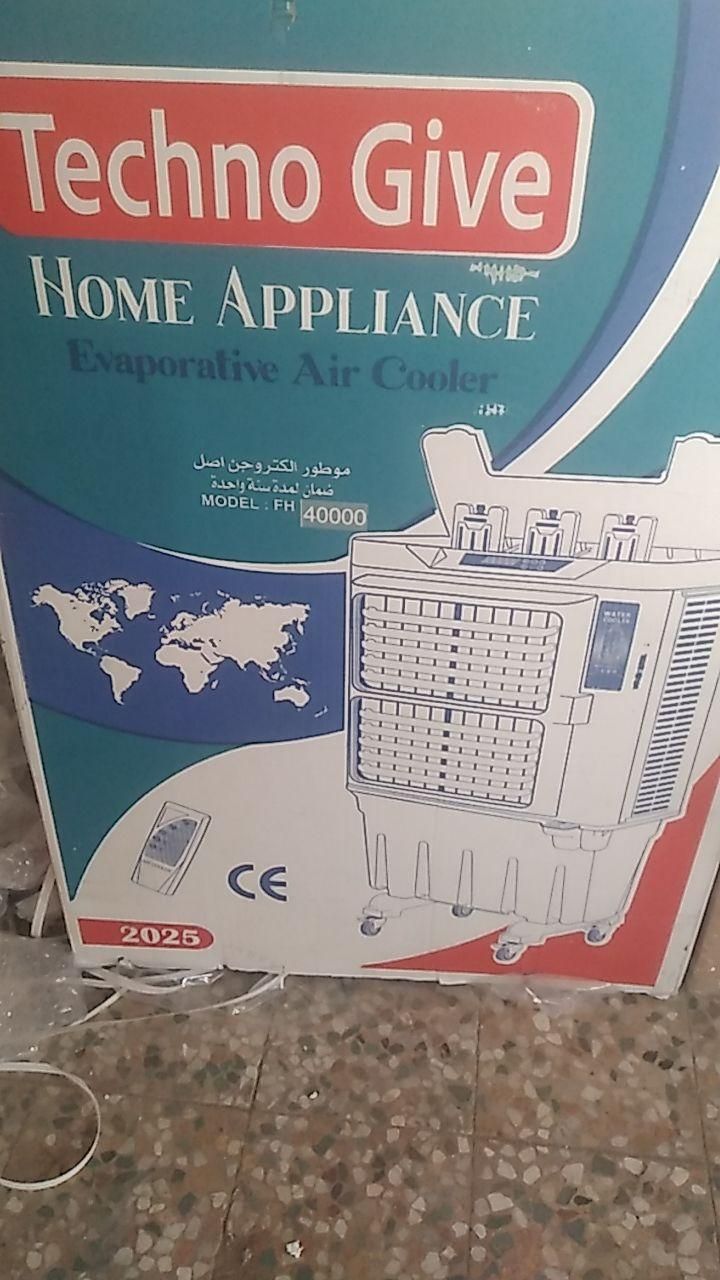 Techno Give
HOME APPLIANCE
Evaporative Air Cooler
موطور الكتروجن اصل
ضمان لمدة سنة واحدة
MODEL : FH 40000
WATER
COOLER
CE
2025